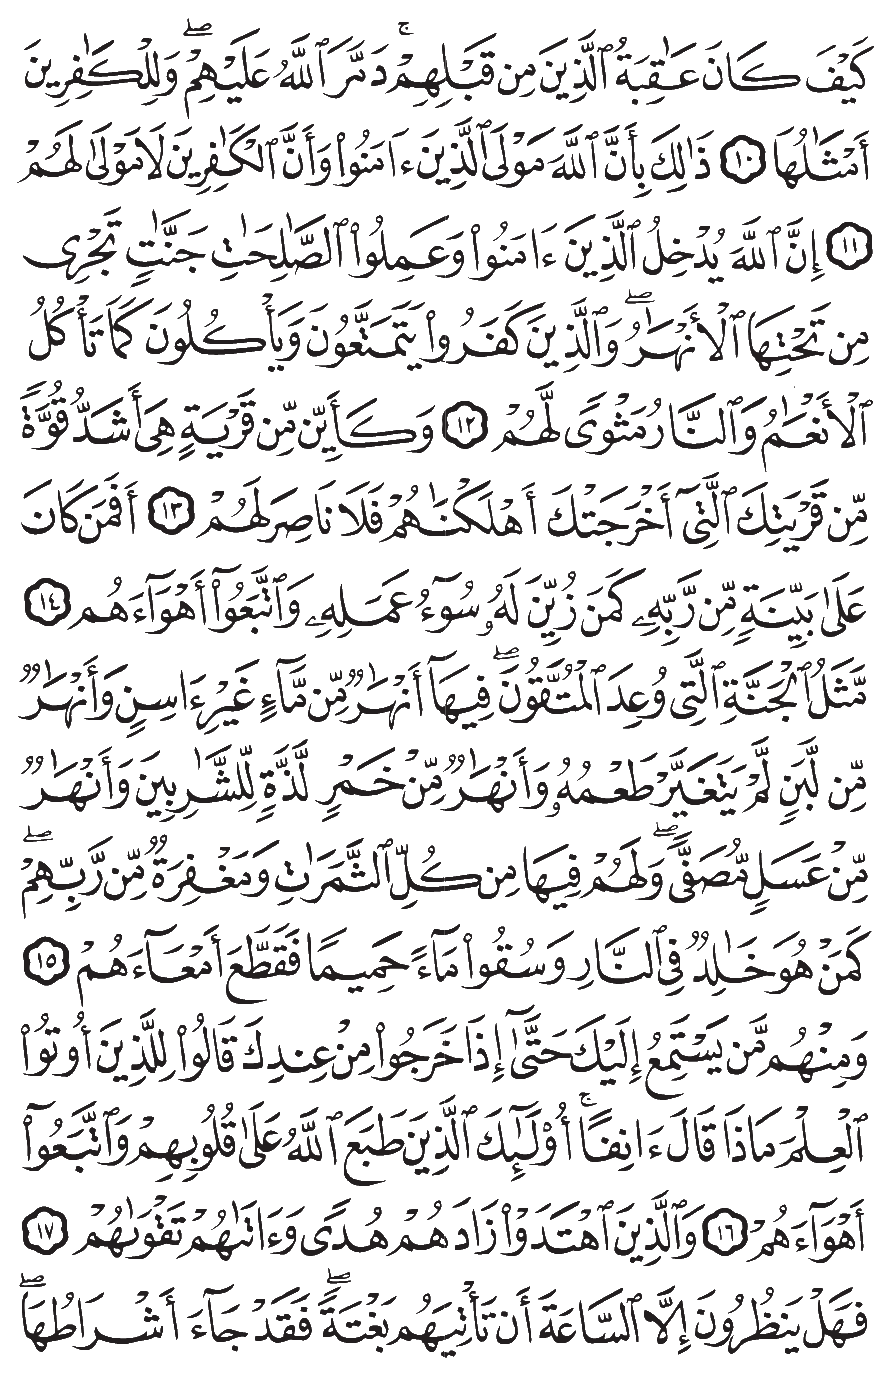 كَيْفَ كَانَ عَٰقِبَةُ ٱلَّذِينَ مِن قَبْلِهِمْ ۚ دَمَّرَ ٱللَّهُ عَلَيْهِمْ ۖ وَلِلْكَٰفِرِينَ
أَمْثَٰلُهَا ١٠ ذَٰلِكَ بِأَنَّ ٱللَّهَ مَوْلَى ٱلَّذِينَ ءَامَنُوا۟ وَأَنَّ ٱلْكَٰفِرِينَ لَا مَوْلَىٰ لَهُمْ
١١ إِنَّ ٱللَّهَ يُدْخِلُ ٱلَّذِينَ ءَامَنُوا۟ وَعَمِلُوا۟ ٱلصَّٰلِحَٰتِ جَنَّٰتٍ تَجْرِى
مِن تَحْتِهَا ٱلْأَنْهَٰرُ ۖ وَٱلَّذِينَ كَفَرُوا۟ يَتَمَتَّعُونَ وَيَأْكُلُونَ كَمَا تَأْكُلُ
ٱلْأَنْعَٰمُ وَٱلنَّارُ مَثْوًى لَّهُمْ ١٢ وَكَأَيِّن مِّن قَرْيَةٍ هِىَ أَشَدُّ قُوَّةً
مِّن قَرْيَتِكَ ٱلَّتِىٓ أَخْرَجَتْكَ أَهْلَكْنَٰهُمْ فَلَا نَاصِرَ لَهُمْ ١٣ أَفَمَن كَانَ
عَلَىٰ بَيِّنَةٍ مِّن رَّبِّهِۦ كَمَن زُيِّنَ لَهُۥ سُوٓءُ عَمَلِهِۦ وَٱتَّبَعُوٓا۟ أَهْوَآءَهُم ١٤
مَّثَلُ ٱلْجَنَّةِ ٱلَّتِى وُعِدَ ٱلْمُتَّقُونَ ۖ فِيهَآ أَنْهَٰرٌ مِّن مَّآءٍ غَيْرِ ءَاسِنٍ وَأَنْهَٰرٌ
مِّن لَّبَنٍ لَّمْ يَتَغَيَّرْ طَعْمُهُۥ وَأَنْهَٰرٌ مِّنْ خَمْرٍ لَّذَّةٍ لِّلشَّٰرِبِينَ وَأَنْهَٰرٌ
مِّنْ عَسَلٍ مُّصَفًّى ۖ وَلَهُمْ فِيهَا مِن كُلِّ ٱلثَّمَرَٰتِ وَمَغْفِرَةٌ مِّن رَّبِّهِمْ ۖ
كَمَنْ هُوَ خَٰلِدٌ فِى ٱلنَّارِ وَسُقُوا۟ مَآءً حَمِيمًا فَقَطَّعَ أَمْعَآءَهُمْ ١٥
وَمِنْهُم مَّن يَسْتَمِعُ إِلَيْكَ حَتَّىٰٓ إِذَا خَرَجُوا۟ مِنْ عِندِكَ قَالُوا۟ لِلَّذِينَ أُوتُوا۟
ٱلْعِلْمَ مَاذَا قَالَ ءَانِفًا ۚ أُو۟لَٰٓئِكَ ٱلَّذِينَ طَبَعَ ٱللَّهُ عَلَىٰ قُلُوبِهِمْ وَٱتَّبَعُوٓا۟
أَهْوَآءَهُمْ ١٦ وَٱلَّذِينَ ٱهْتَدَوْا۟ زَادَهُمْ هُدًى وَءَاتَىٰهُمْ تَقْوَىٰهُمْ ١٧
فَهَلْ يَنظُرُونَ إِلَّا ٱلسَّاعَةَ أَن تَأْتِيَهُم بَغْتَةً ۖ فَقَدْ جَآءَ أَشْرَاطُهَا ۖ